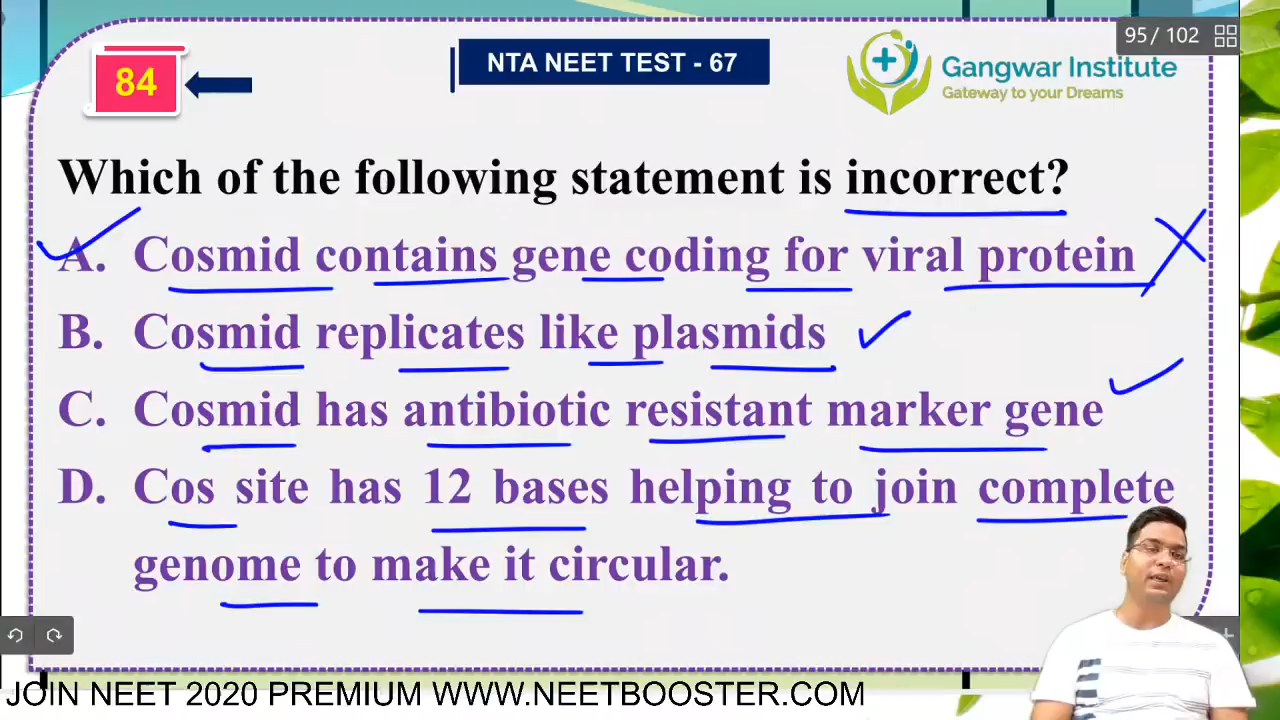 95 / 102
84
NTA NEET TEST - 67
Gangwar Institute
Gateway to your Dreams
Which of the following statement is incorrect?
A. Cosmid contains gene coding for viral protein
B. Cosmid replicates like plasmids
C. Cosmid has antibiotic resistant marker gene
D. Cos site has 12 bases helping to join complete
genome to make it circular.
JOIN NEET 2020 PREMIUM WWW.NEETBOOSTER.COM